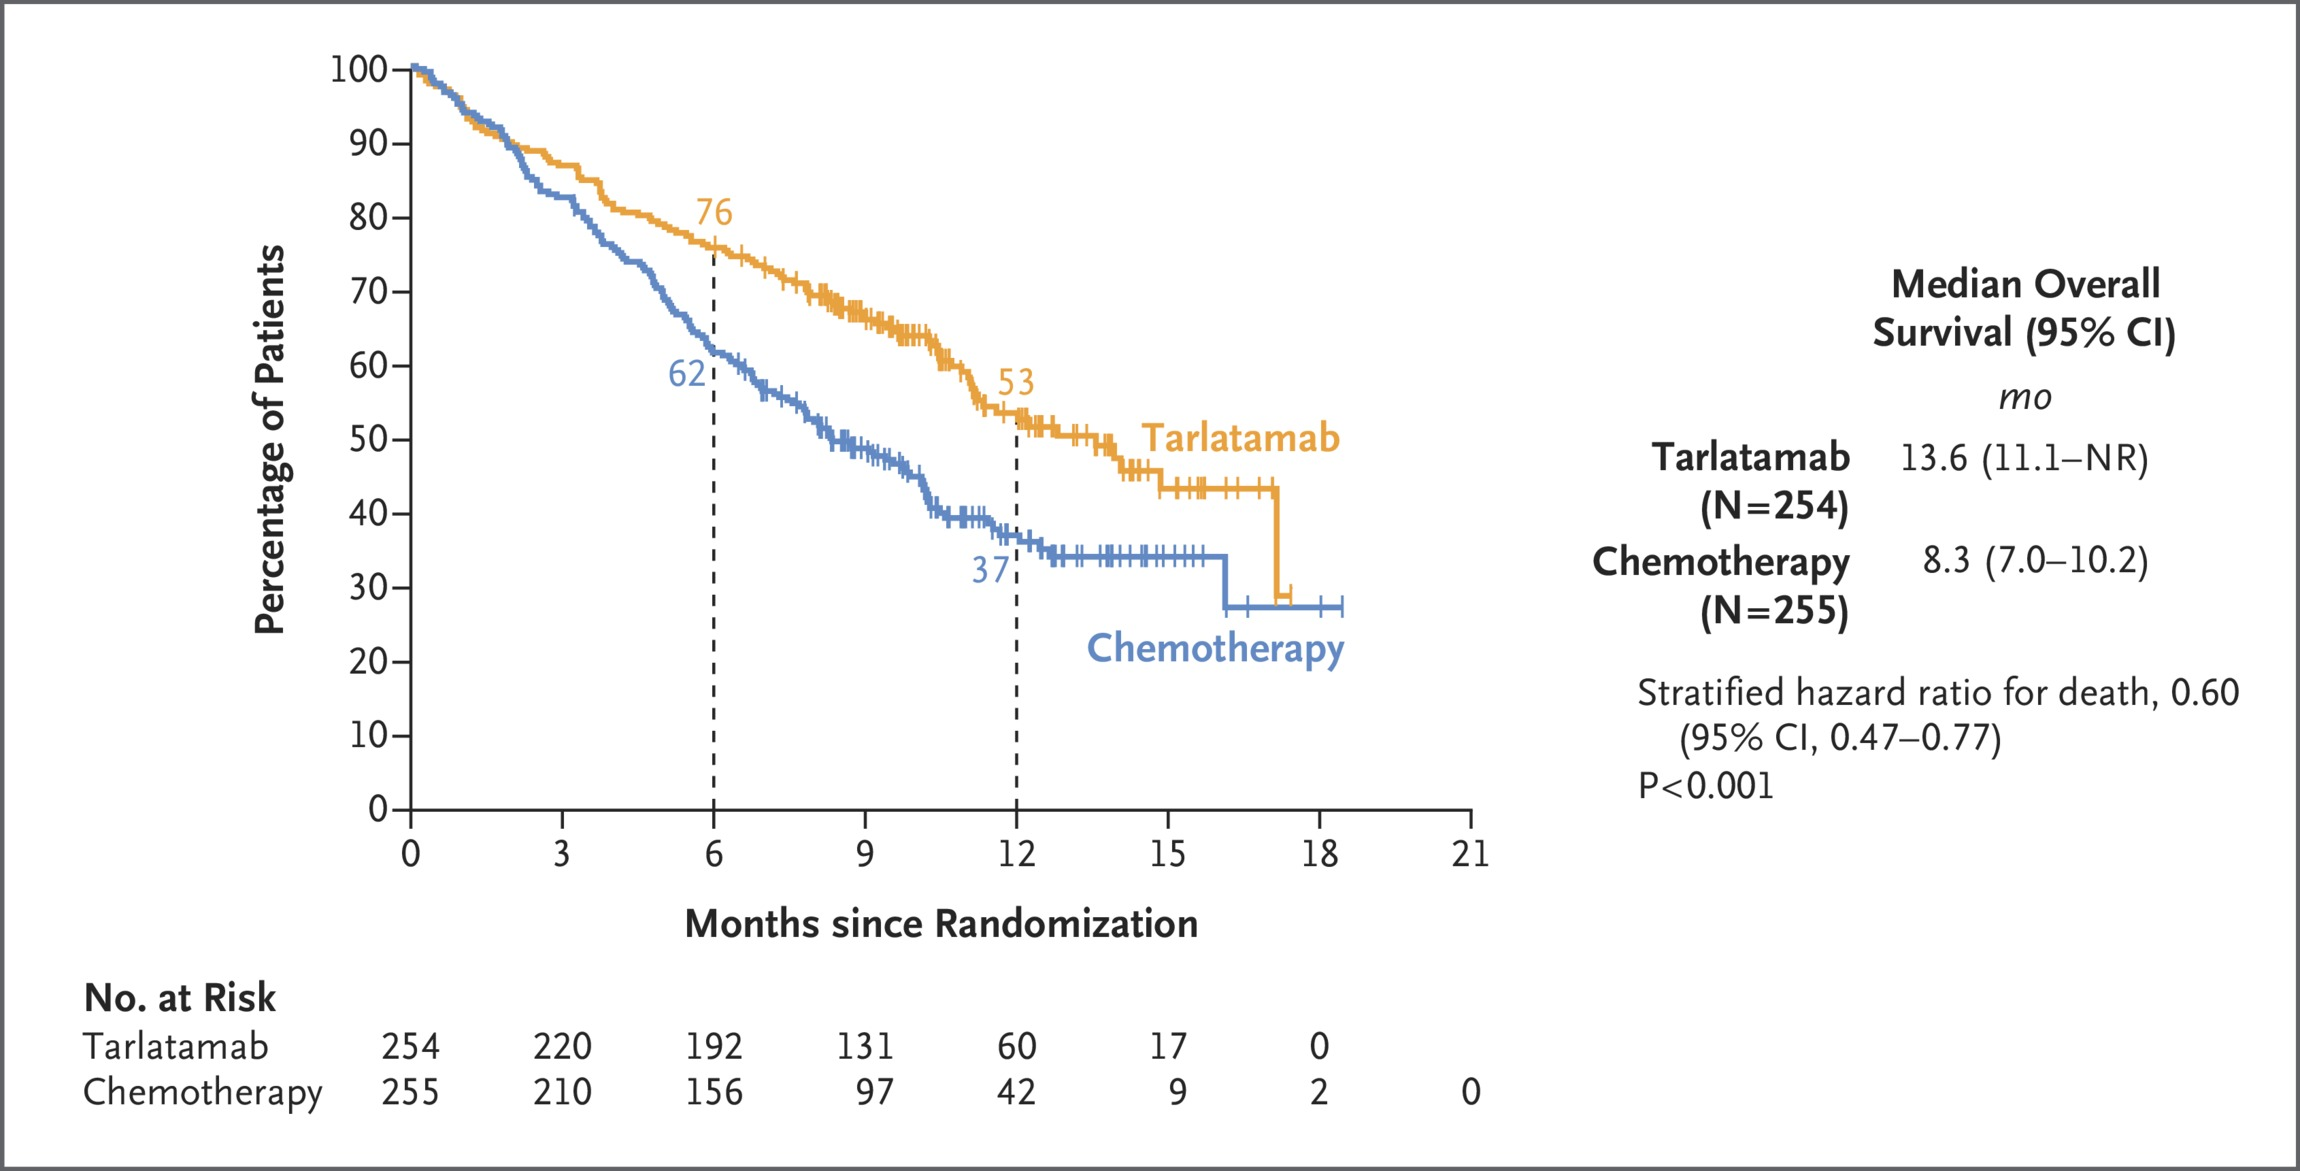 100
90
80
70
60
50
40
30
20
10
0
Percentage of Patients
76
62
53
37
Tarlatamab
Chemotherapy
0 3 6 9 12 15 18 21
Months since Randomization
Median Overall
Survival (95% CI)
mo
Tarlatamab 13.6 (11.1–NR)
(N=254)
Chemotherapy 8.3 (7.0–10.2)
(N=255)
Stratified hazard ratio for death, 0.60
(95% CI, 0.47–0.77)
P<0.001
No. at Risk
Tarlatamab 254 220 192 131 60 17 0
Chemotherapy 255 210 156 97 42 9 2 0